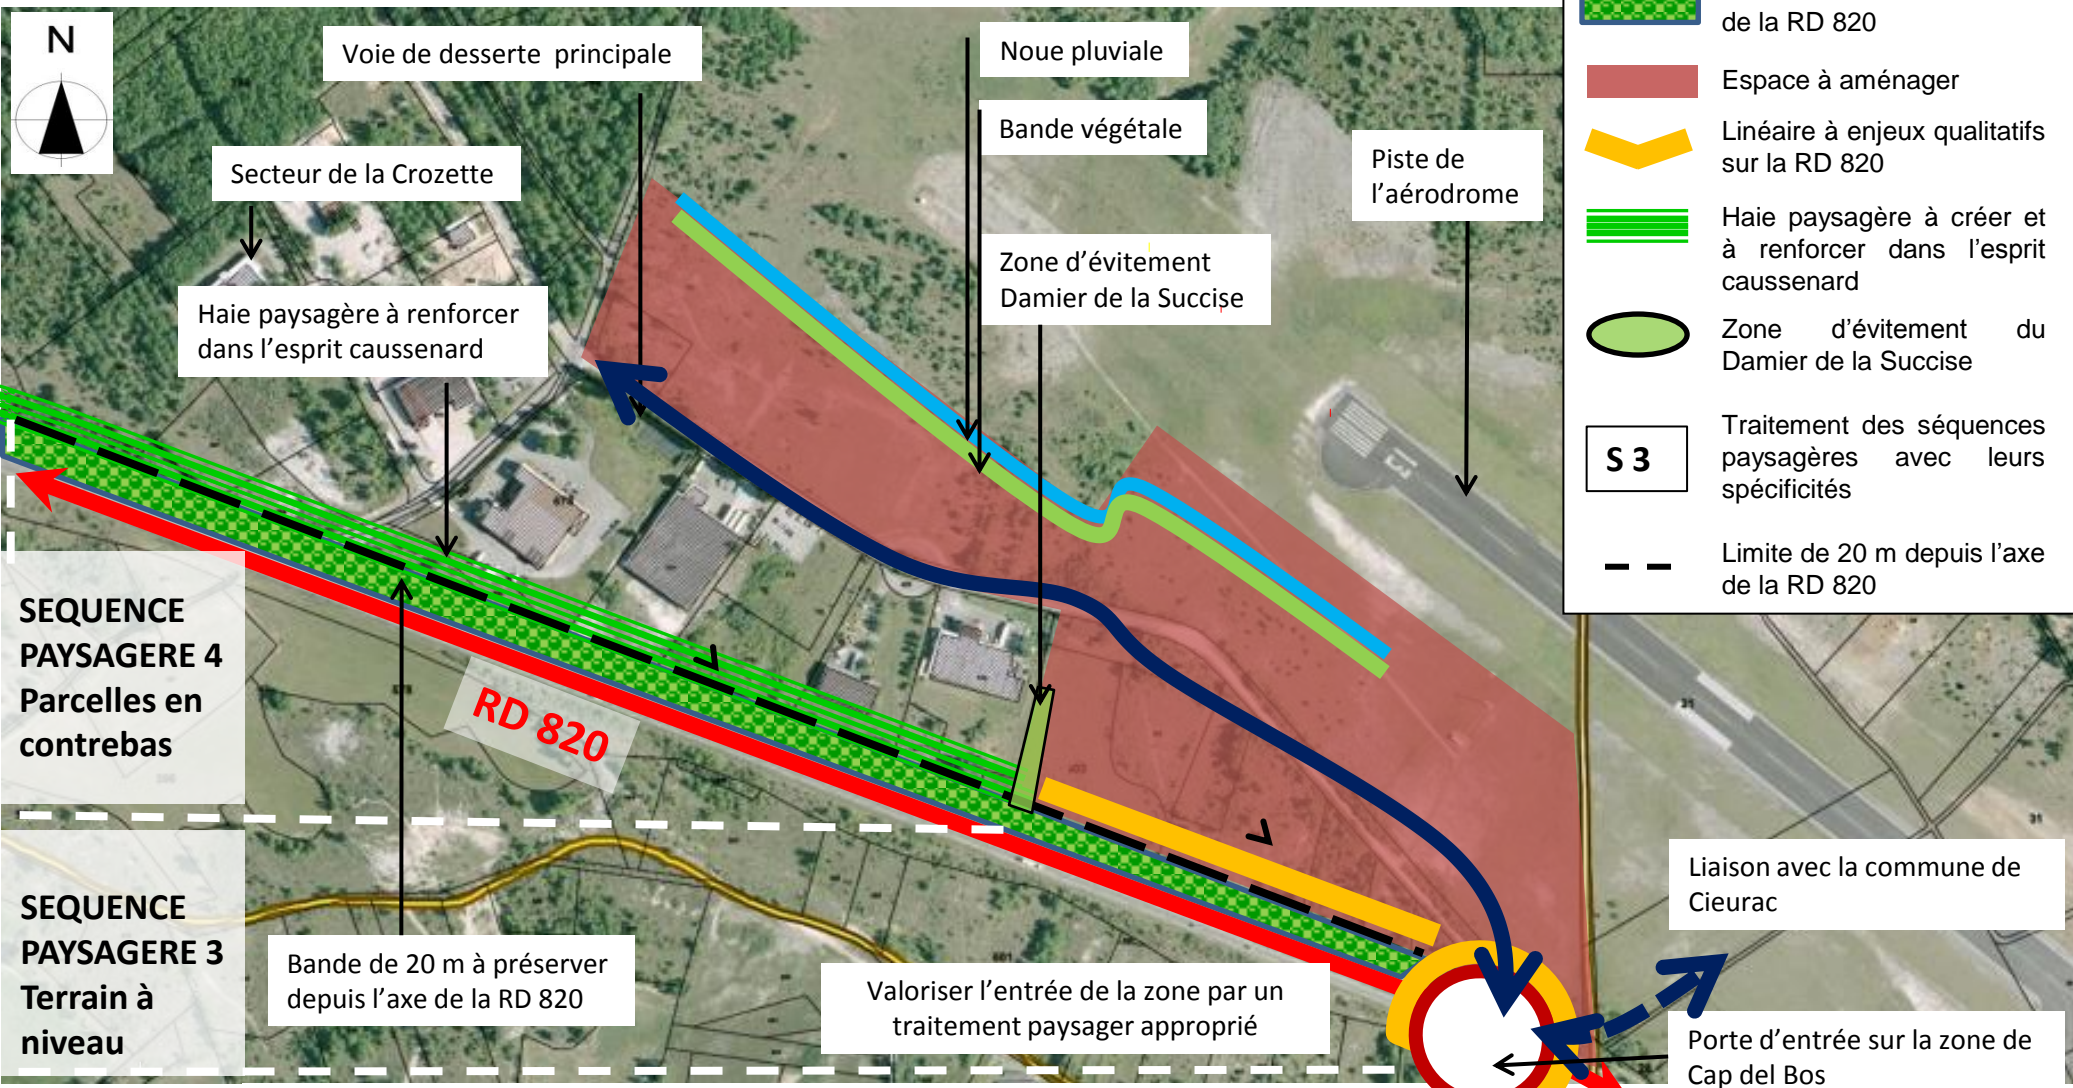 N
Voie de desserte principale
Noue pluviale
Bande végétale
Secteur de la Crozette
Piste de
l'aérodrome
Haie paysagère à renforcer
dans l'esprit caussenard
Zone d'évitement
Damier de la Succise
RD 820
SEQUENCE
PAYSAGERE 4
Parcelles en
contrebas
SEQUENCE
PAYSAGERE 3
Terrain à
niveau
Bande de 20 m à préserver
depuis l'axe de la RD 820
Valoriser l'entrée de la zone par un
traitement paysager approprié
Liaison avec la commune de
Cieurac
Porte d'entrée sur la zone de
Cap del Bos
de la RD 820
Espace à aménager
Linéaire à enjeux qualitatifs
sur la RD 820
Haie paysagère à créer et
à renforcer dans l'esprit
caussenard
Zone d'évitement du
Damier de la Succise
S 3
Traitement des séquences
paysagères avec leurs
spécificités
Limite de 20 m depuis l'axe
de la RD 820
31
31